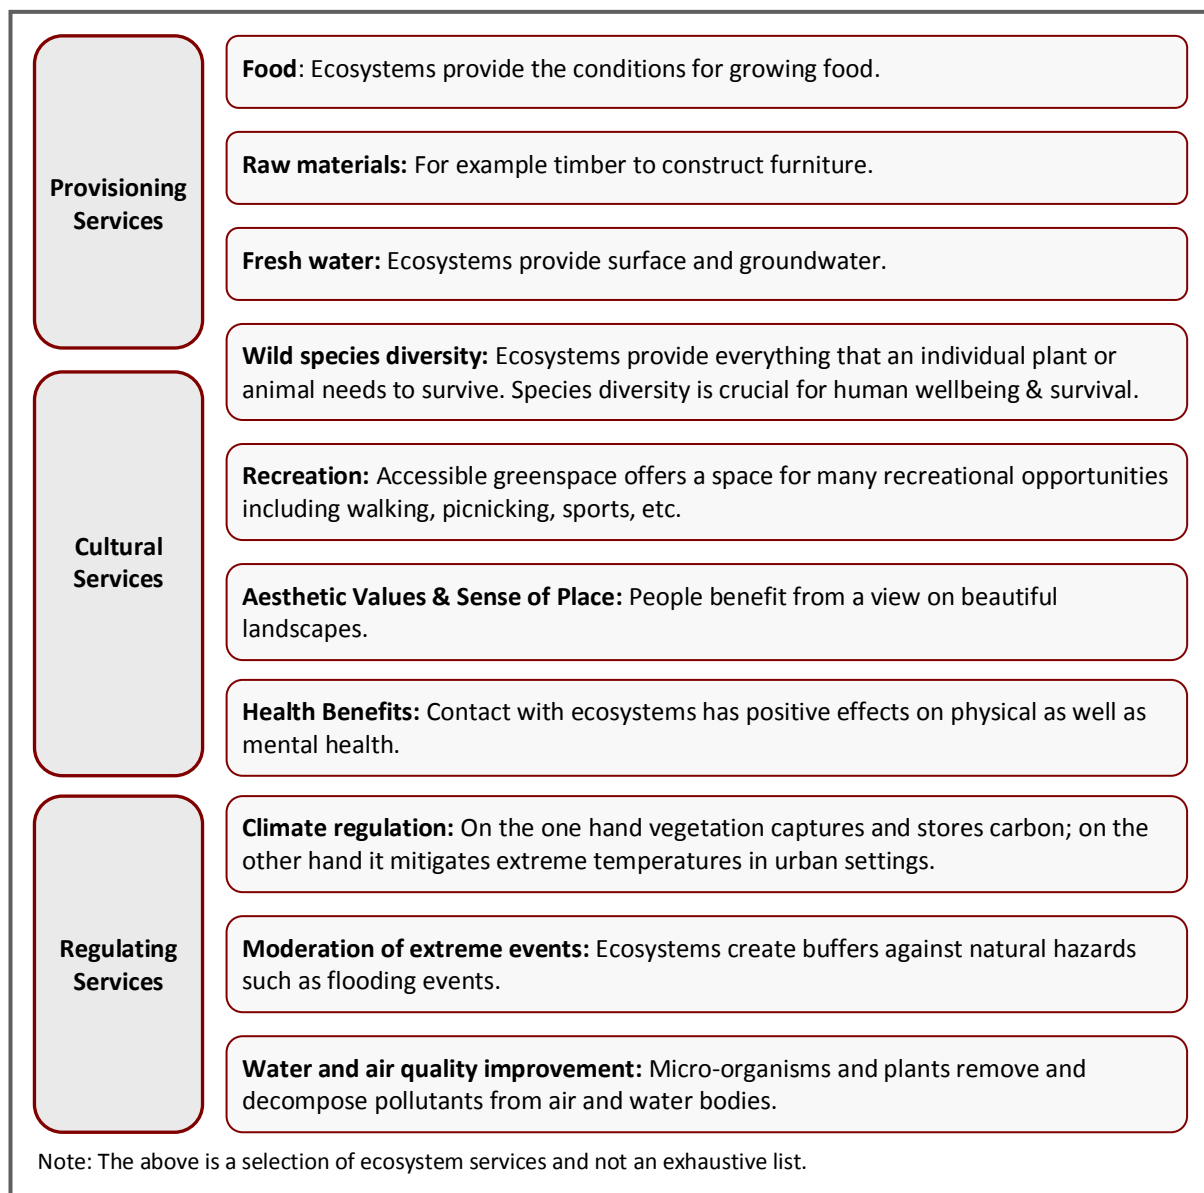 Provisioning
Services
Food: Ecosystems provide the conditions for growing food.
Raw materials: For example timber to construct furniture.
Fresh water: Ecosystems provide surface and groundwater.
Wild species diversity: Ecosystems provide everything that an individual plant or
animal needs to survive. Species diversity is crucial for human wellbeing & survival.
Cultural
Services
Recreation: Accessible greenspace offers a space for many recreational opportunities
including walking, picnicking, sports, etc.
Aesthetic Values & Sense of Place: People benefit from a view on beautiful
landscapes.
Health Benefits: Contact with ecosystems has positive effects on physical as well as
mental health.
Regulating
Services
Climate regulation: On the one hand vegetation captures and stores carbon; on the
other hand it mitigates extreme temperatures in urban settings.
Moderation of extreme events: Ecosystems create buffers against natural hazards
such as flooding events.
Water and air quality improvement: Micro-organisms and plants remove and
decompose pollutants from air and water bodies.
Note: The above is a selection of ecosystem services and not an exhaustive list.